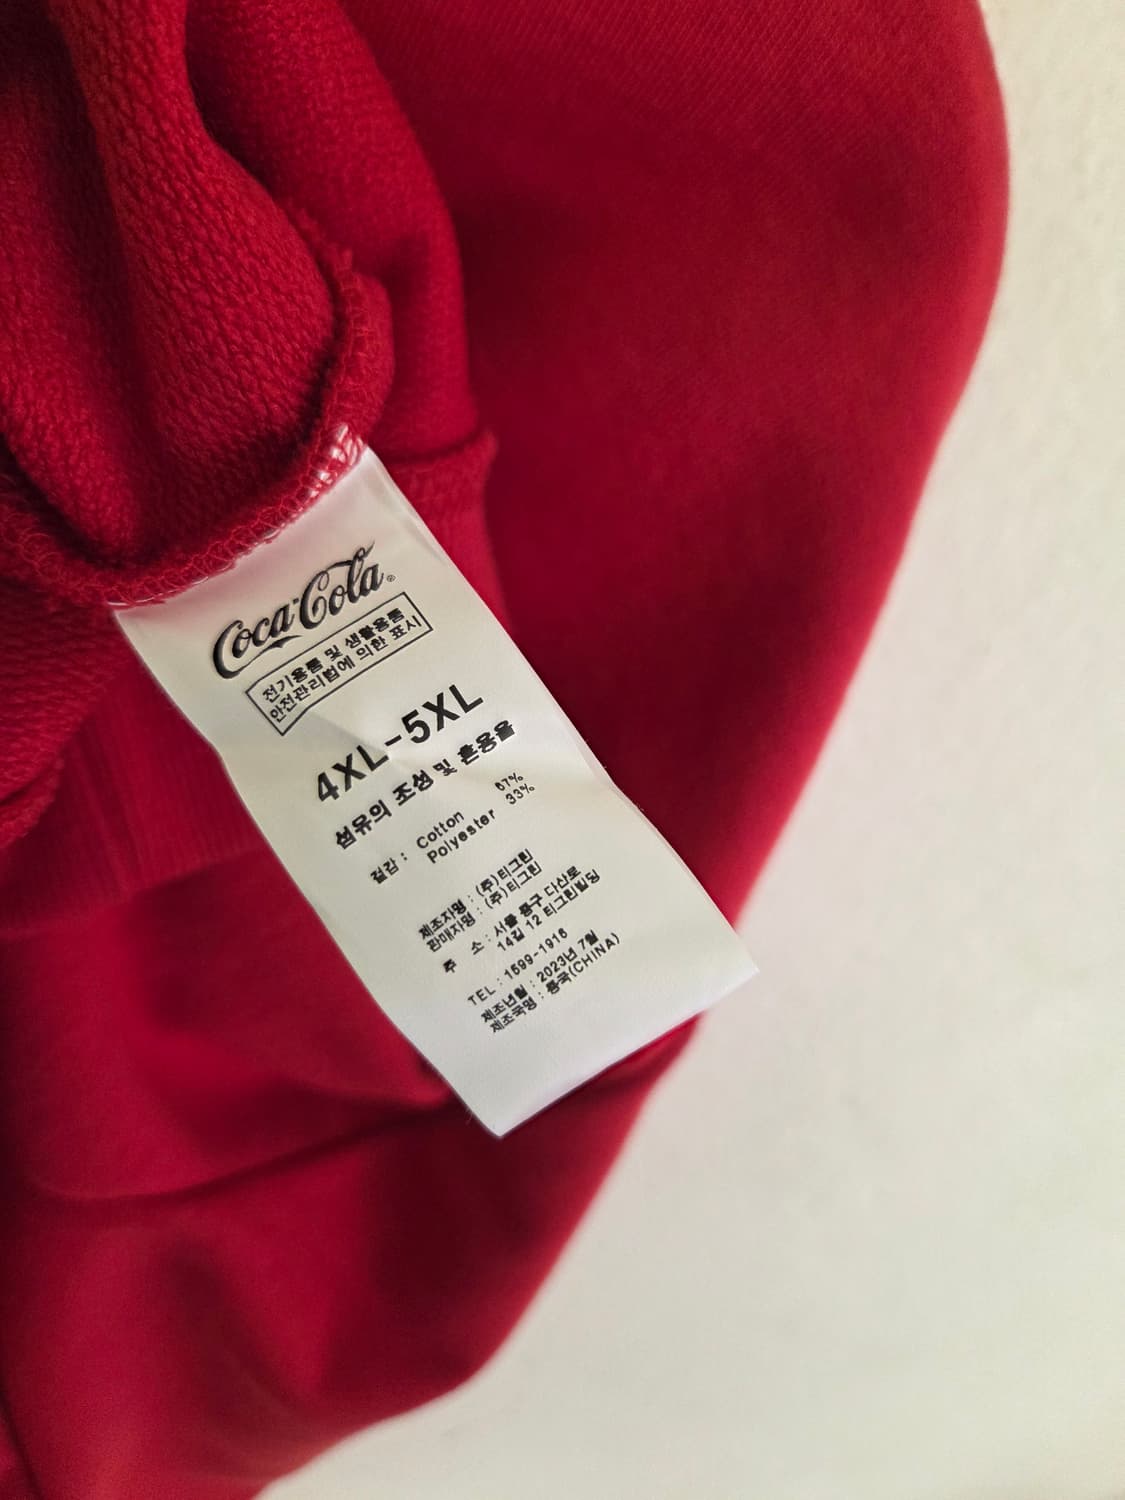 Coca-Cola®
전기용품 및 생활용품
안전관리법에 의한 표시
4XL-5XL
섬유의 조성 및 혼용율
겉감 : Cotton 67%
Polyester 33%
제조자명 : (주)티그린
판매자명 : (주)티그린
주 소 : 서울 중구 다산로
14길 12 티그린빌딩
TEL : 1599-1916
제조년월 : 2023년 7월
제조국명 : 중국(CHINA)